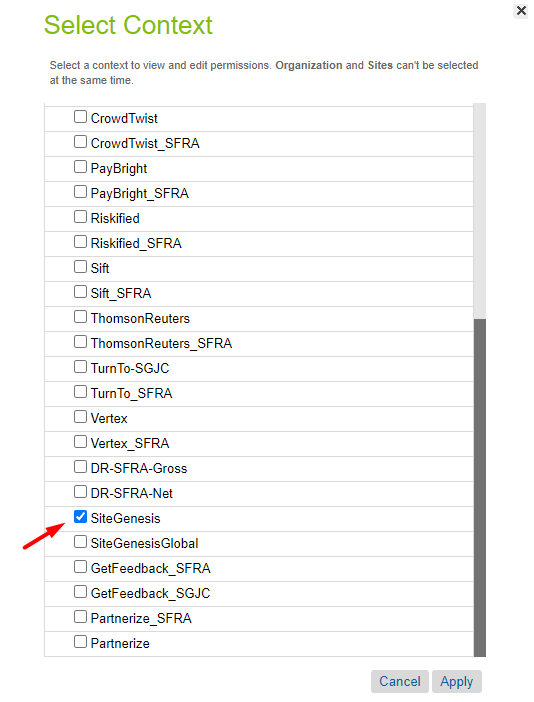 Select Context
Select a context to view and edit permissions. Organization and Sites can't be selected
at the same time.
CrowdTwist
CrowdTwist_SFRA
PayBright
PayBright_SFRA
Riskified
Riskified_SFRA
Sift
Sift_SFRA
ThomsonReuters
ThomsonReuters_SFRA
TurnTo-SGJC
TurnTo_SFRA
Vertex
Vertex_SFRA
DR-SFRA-Gross
DR-SFRA-Net
SiteGenesis
SiteGenesisGlobal
GetFeedback_SFRA
GetFeedback_SGJC
Partnerize_SFRA
Partnerize
Cancel Apply